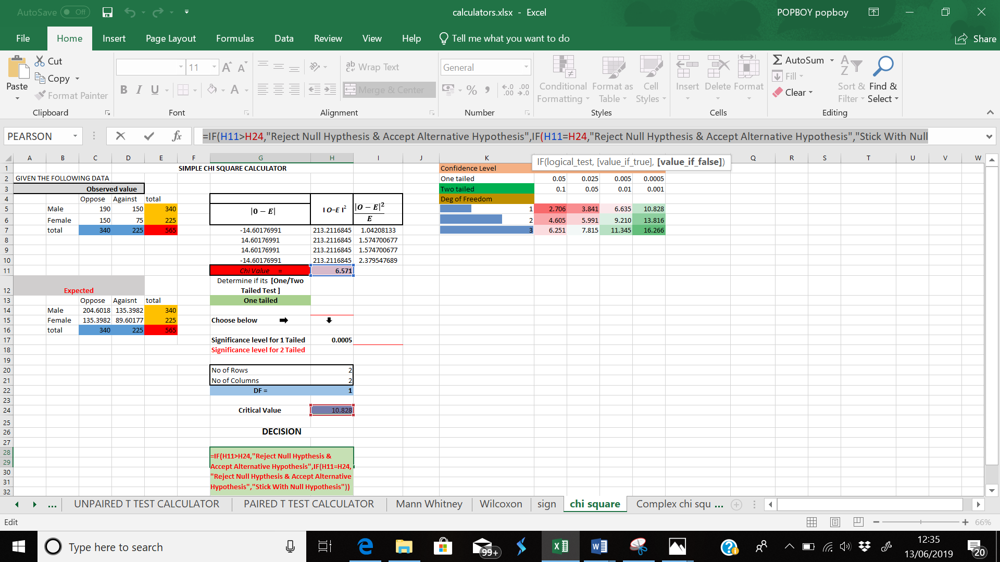 AutoSave Off
calculators.xlsx - Excel
POPBOY popboy
File Home Insert Page Layout Formulas Data Review View Help Tell me what you want to do
Share
Paste
Cut
Copy
Format Painter
Clipboard
11 A A
B I U A
Font
ab Wrap Text
Merge & Center
Alignment
General
% , .0 .00 .00 .0
Number
Conditional Formatting
Format as Table
Cell Styles
Styles
Insert Delete Format
Cells
AutoSum
Fill
Clear
Sort & Filter
Find & Select
Editing
PEARSON
fx
=IF(H11>H24,"Reject Null Hypthesis & Accept Alternative Hypothesis",IF(H11=H24,"Reject Null Hypthesis & Accept Alternative Hypothesis","Stick With Null
IF(logical_test, [value_if_true], [value_if_false])
A B C D E F G H I J K Q R S T U V W
1 SIMPLE CHI SQUARE CALCULATOR Confidence Level
2 GIVEN THE FOLLOWING DATA One tailed 0.05 0.025 0.005 0.0005
3 Observed value Two tailed 0.1 0.05 0.01 0.001
4 Oppose Against total Deg of Freedom
5 Male 190 150 340 |0 − E| I O−E I² |O − E|² / E 1 2.706 3.841 6.635 10.828
6 Female 150 75 225 2 4.605 5.991 9.210 13.816
7 total 340 225 565 -14.60176991 213.2116845 1.04208133 3 6.251 7.815 11.345 16.266
8 14.60176991 213.2116845 1.574700677
9 14.60176991 213.2116845 1.574700677
10 -14.60176991 213.2116845 2.379547689
11 Chi Value = 6.571
Determine if its [One/Two
12 Expected Tailed Test ]
13 Oppose Agaisnt total One tailed
14 Male 204.6018 135.3982 340
15 Female 135.3982 89.60177 225 Choose below
16 total 340 225 565
17 Significance level for 1 Tailed 0.0005
18 Significance level for 2 Tailed
19
20 No of Rows 2
21 No of Columns 2
22 DF = 1
23
24 Critical Value 10.828
25
26 DECISION
27
28 =IF(H11>H24,"Reject Null Hypthesis &
29 Accept Alternative Hypothesis",IF(H11=H24,
30 "Reject Null Hypthesis & Accept Alternative
31 Hypothesis","Stick With Null Hypothesis"))
32
... UNPAIRED T TEST CALCULATOR PAIRED T TEST CALCULATOR Mann Whitney Wilcoxon sign chi square Complex chi squ ...
Edit
66%
Type here to search
99+
12:35
13/06/2019
20